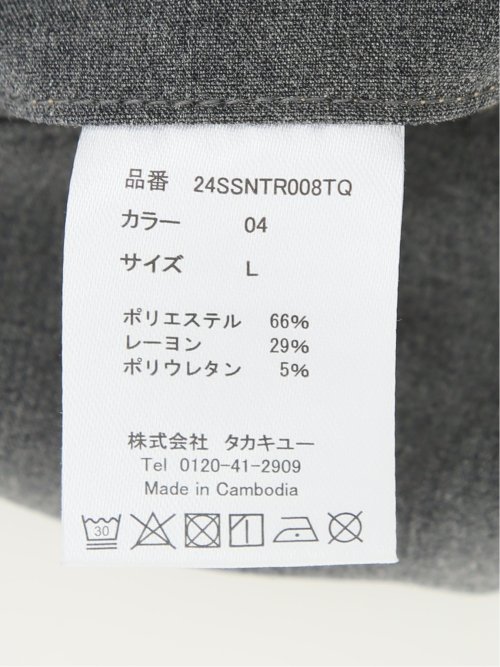 品番 24SSNTR008TQ
カラー 04
サイズ L
ポリエステル 66%
レーヨン 29%
ポリウレタン 5%
株式会社 タカキュー
Tel 0120-41-2909
Made in Cambodia
30